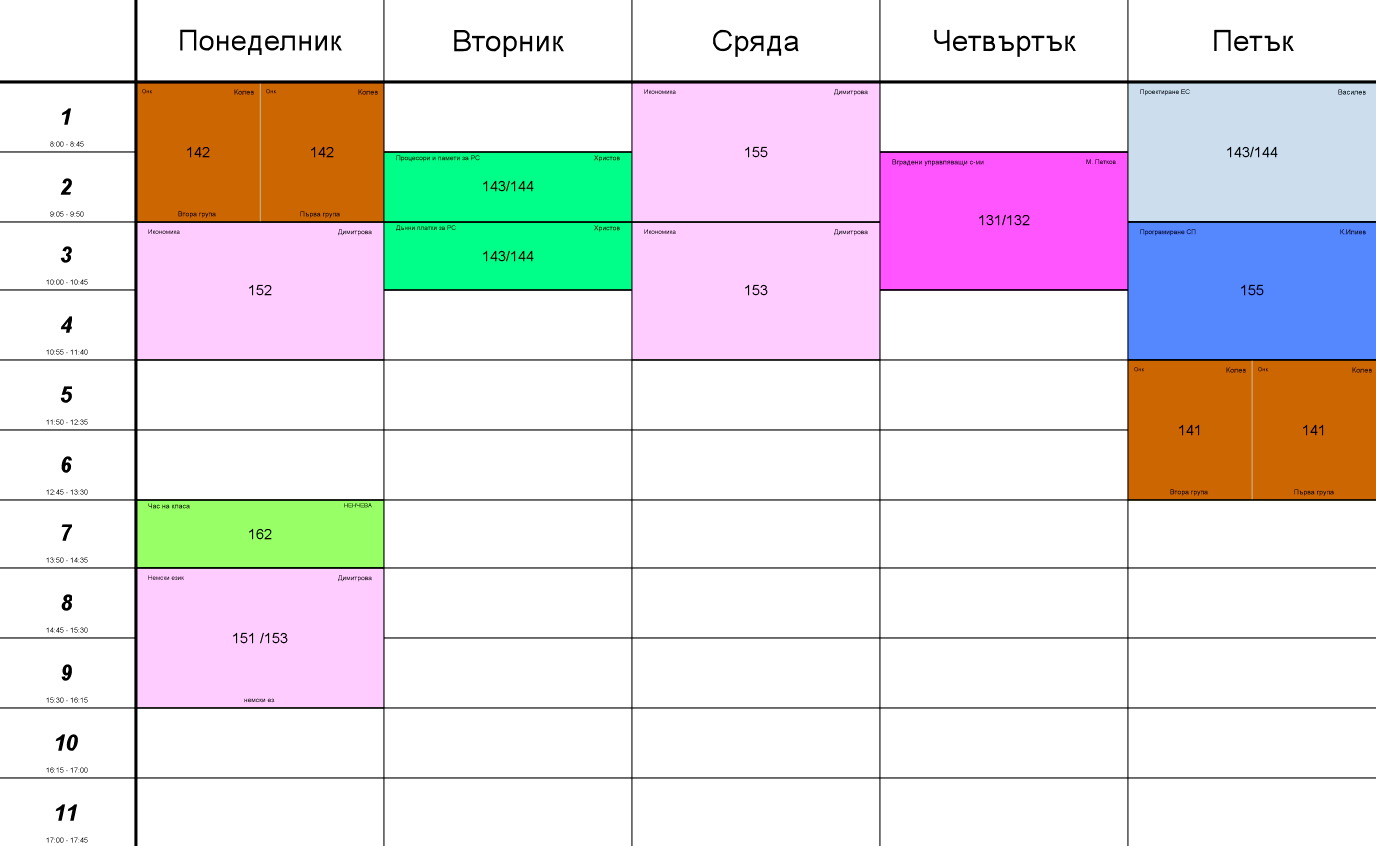 Понеделник Вторник Сряда Четвъртък Петък
1
8:00 - 8:45
Онк Колев Онк Колев
142 142
Втора група Първа група
Икономика Димитрова
155
Проектиране ЕС Василев
143/144
2
9:05 - 9:50
Процесори и памети за PC Христов
143/144
Вградени управляващи с-ми М. Петков
131/132
3
10:00 - 10:45
Икономика Димитрова
152
Дънни платки за PC Христов
143/144
Икономика Димитрова
153
Програмиране СП К.Илиев
155
4
10:55 - 11:40
5
11:50 - 12:35
Онк Колев Онк Колев
141 141
Втора група Първа група
6
12:45 - 13:30
7
13:50 - 14:35
Час на класа НЕНЧЕВА
162
8
14:45 - 15:30
Немски език Димитрова
151 /153
немски ез
9
15:30 - 16:15
10
16:15 - 17:00
11
17:00 - 17:45